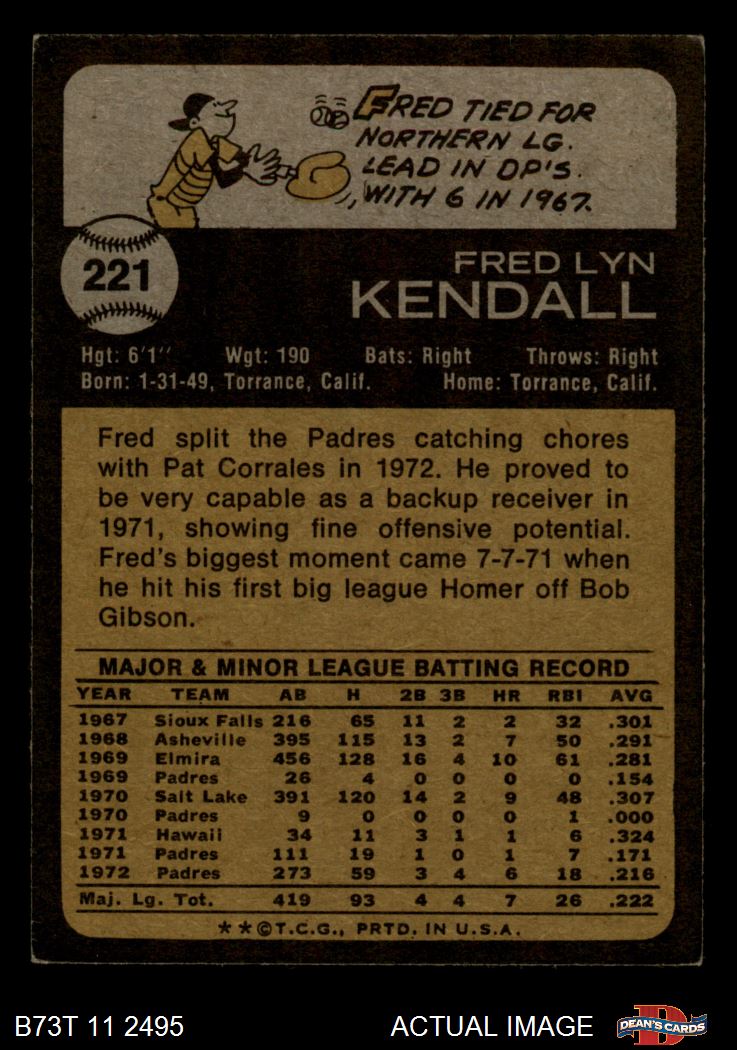 FRED TIED FOR
NORTHERN LG.
LEAD IN DP'S.
WITH 6 IN 1967.
221
FRED LYN
KENDALL
Hgt: 6'1" Wgt: 190 Bats: Right Throws: Right
Born: 1-31-49, Torrance, Calif. Home: Torrance, Calif.
Fred split the Padres catching chores
with Pat Corrales in 1972. He proved to
be very capable as a backup receiver in
1971, showing fine offensive potential.
Fred's biggest moment came 7-7-71 when
he hit his first big league Homer off Bob
Gibson.
MAJOR & MINOR LEAGUE BATTING RECORD
YEAR TEAM AB H 2B 3B HR RBI AVG
1967 Sioux Falls 216 65 11 2 2 32 .301
1968 Asheville 395 115 13 2 7 50 .291
1969 Elmira 456 128 16 4 10 61 .281
1969 Padres 26 4 0 0 0 0 .154
1970 Salt Lake 391 120 14 2 9 48 .307
1970 Padres 9 0 0 0 0 1 .000
1971 Hawaii 34 11 3 1 1 6 .324
1971 Padres 111 19 1 0 1 7 .171
1972 Padres 273 59 3 4 6 18 .216
Maj. Lg. Tot. 419 93 4 4 7 26 .222
**©T.C.G., PRTD. IN U.S.A.
B73T 11 2495 ACTUAL IMAGE
D
DEAN'S CARDS